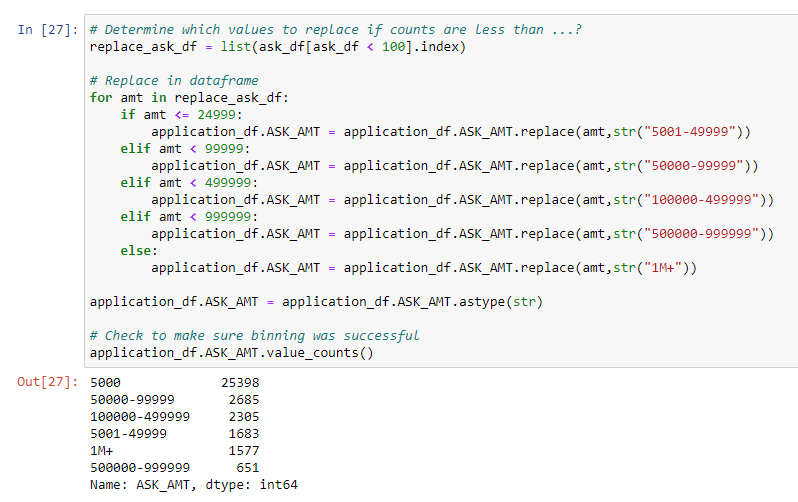 In [27]: # Determine which values to replace if counts are less than ...?
replace_ask_df = list(ask_df[ask_df < 100].index)
# Replace in dataframe
for amt in replace_ask_df:
    if amt <= 24999:
        application_df.ASK_AMT = application_df.ASK_AMT.replace(amt,str("5001-49999"))
    elif amt < 99999:
        application_df.ASK_AMT = application_df.ASK_AMT.replace(amt,str("50000-99999"))
    elif amt < 499999:
        application_df.ASK_AMT = application_df.ASK_AMT.replace(amt,str("100000-499999"))
    elif amt < 999999:
        application_df.ASK_AMT = application_df.ASK_AMT.replace(amt,str("500000-999999"))
    else:
        application_df.ASK_AMT = application_df.ASK_AMT.replace(amt,str("1M+"))
application_df.ASK_AMT = application_df.ASK_AMT.astype(str)
# Check to make sure binning was successful
application_df.ASK_AMT.value_counts()
Out[27]: 5000 25398
50000-99999 2685
100000-499999 2305
5001-49999 1683
1M+ 1577
500000-999999 651
Name: ASK_AMT, dtype: int64